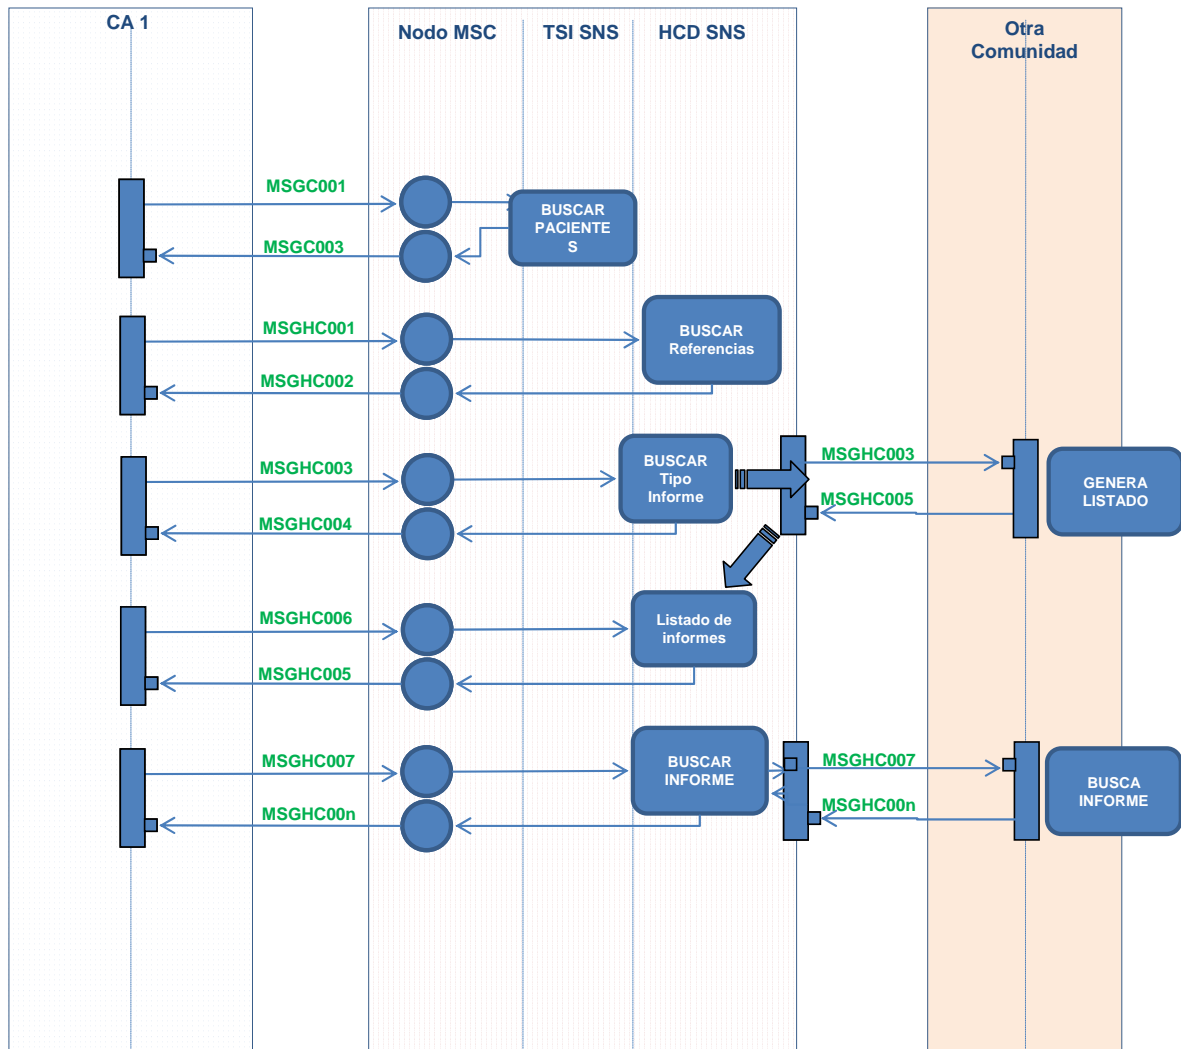 CA 1
Nodo MSC
TSI SNS
HCD SNS
Otra
Comunidad
MSGC001
BUSCAR
PACIENTE
S
MSGC003
MSGHC001
BUSCAR
Referencias
MSGHC002
MSGHC003
BUSCAR
Tipo
Informe
MSGHC004
MSGHC003
MSGHC005
GENERA
LISTADO
MSGHC006
Listado de
informes
MSGHC005
MSGHC007
BUSCAR
INFORME
MSGHC00n
MSGHC007
MSGHC00n
BUSCA
INFORME